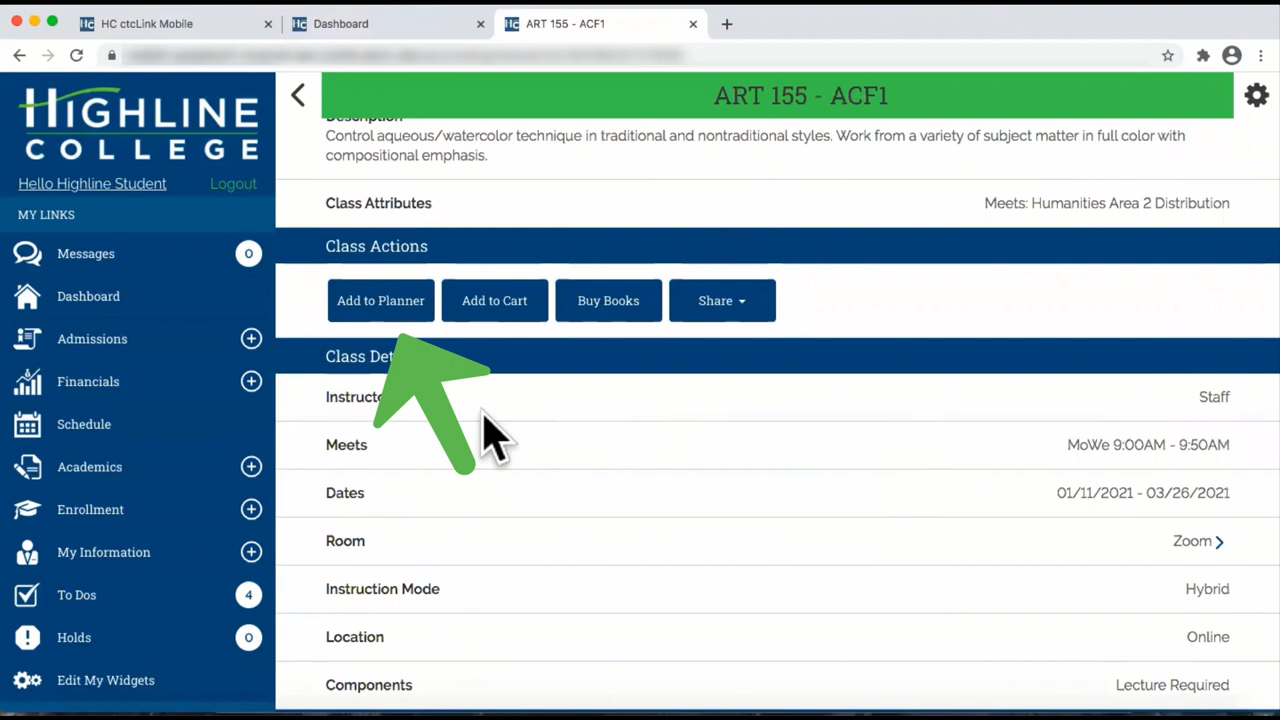 HC ctcLink Mobile
Dashboard
ART 155 - ACF1
HIGHLINE
COLLEGE
Hello Highline Student
Logout
MY LINKS
Messages
0
Dashboard
Admissions
Financials
Schedule
Academics
Enrollment
My Information
To Dos
4
Holds
0
Edit My Widgets
ART 155 - ACF1
Description
Control aqueous/watercolor technique in traditional and nontraditional styles. Work from a variety of subject matter in full color with
compositional emphasis.
Class Attributes
Meets: Humanities Area 2 Distribution
Class Actions
Add to Planner
Add to Cart
Buy Books
Share
Class Det
Instructo
Staff
Meets
MoWe 9:00AM - 9:50AM
Dates
01/11/2021 - 03/26/2021
Room
Zoom
Instruction Mode
Hybrid
Location
Online
Components
Lecture Required